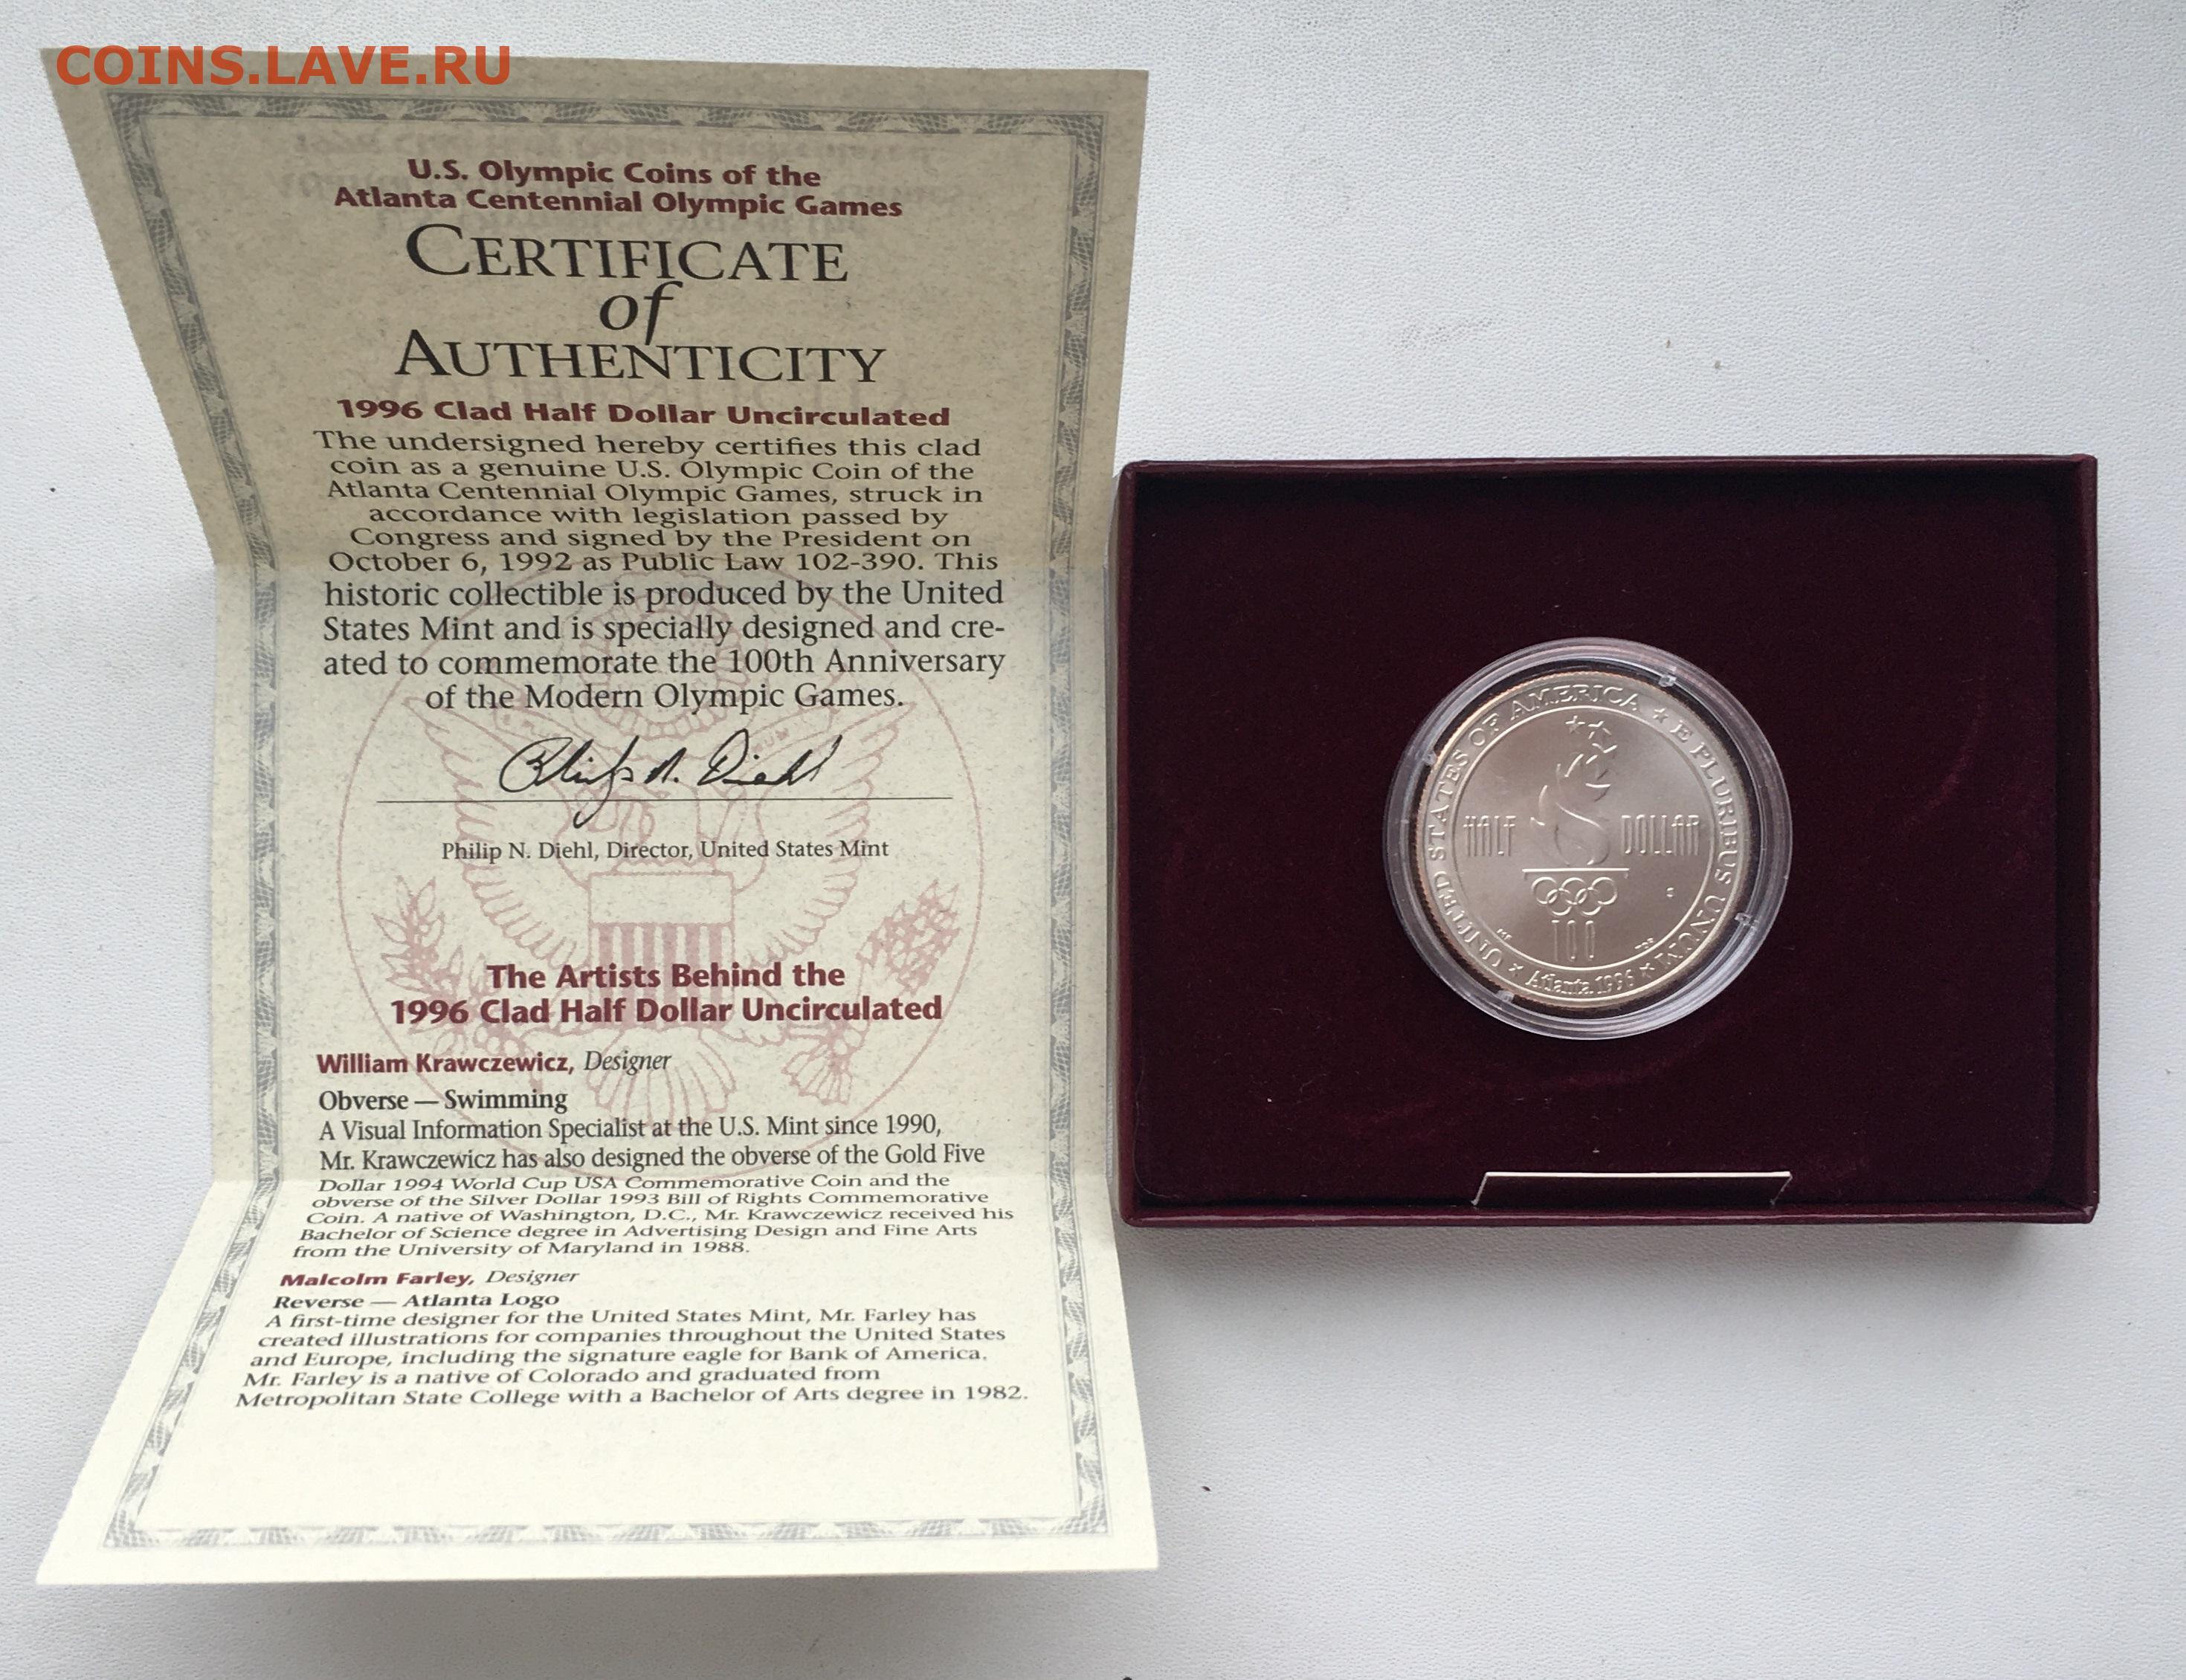 COINS.LAVE.RU
U.S. Olympic Coins of the
Atlanta Centennial Olympic Games
CERTIFICATE
of
AUTHENTICITY
1996 Clad Half Dollar Uncirculated
The undersigned hereby certifies this clad
coin as a genuine U.S. Olympic Coin of the
Atlanta Centennial Olympic Games, struck in
accordance with legislation passed by
Congress and signed by the President on
October 6, 1992 as Public Law 102-390. This
historic collectible is produced by the United
States Mint and is specially designed and cre-
ated to commemorate the 100th Anniversary
of the Modern Olympic Games.
Philip N. Diehl
Philip N. Diehl, Director, United States Mint
The Artists Behind the
1996 Clad Half Dollar Uncirculated
William Krawczewicz, Designer
Obverse — Swimming
A Visual Information Specialist at the U.S. Mint since 1990,
Mr. Krawczewicz has also designed the obverse of the Gold Five
Dollar 1994 World Cup USA Commemorative Coin and the
obverse of the Silver Dollar 1993 Bill of Rights Commemorative
Coin. A native of Washington, D.C., Mr. Krawczewicz received his
Bachelor of Science degree in Advertising Design and Fine Arts
from the University of Maryland in 1988.
Malcolm Farley, Designer
Reverse — Atlanta Logo
A first-time designer for the United States Mint, Mr. Farley has
created illustrations for companies throughout the United States
and Europe, including the signature eagle for Bank of America.
Mr. Farley is a native of Colorado and graduated from
Metropolitan State College with a Bachelor of Arts degree in 1982.
UNITED STATES OF AMERICA ★ E PLURIBUS UNUM ★ Atlanta 1996 ★
HALF DOLLAR
S
100